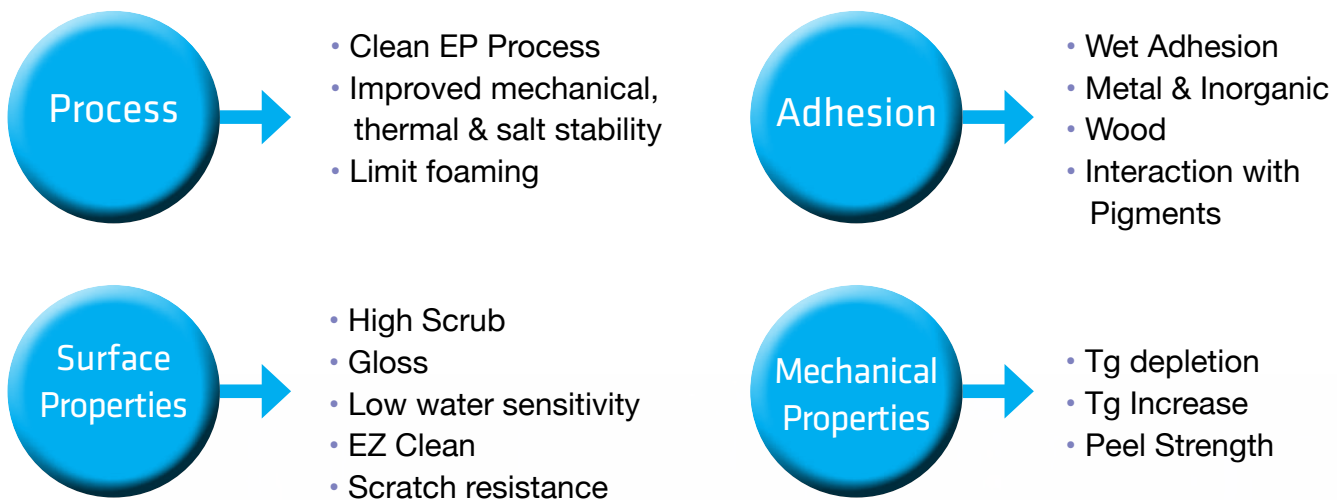 Process
• Clean EP Process
• Improved mechanical,
thermal & salt stability
• Limit foaming
Adhesion
• Wet Adhesion
• Metal & Inorganic
• Wood
• Interaction with
Pigments
Surface
Properties
• High Scrub
• Gloss
• Low water sensitivity
• EZ Clean
• Scratch resistance
Mechanical
Properties
• Tg depletion
• Tg Increase
• Peel Strength